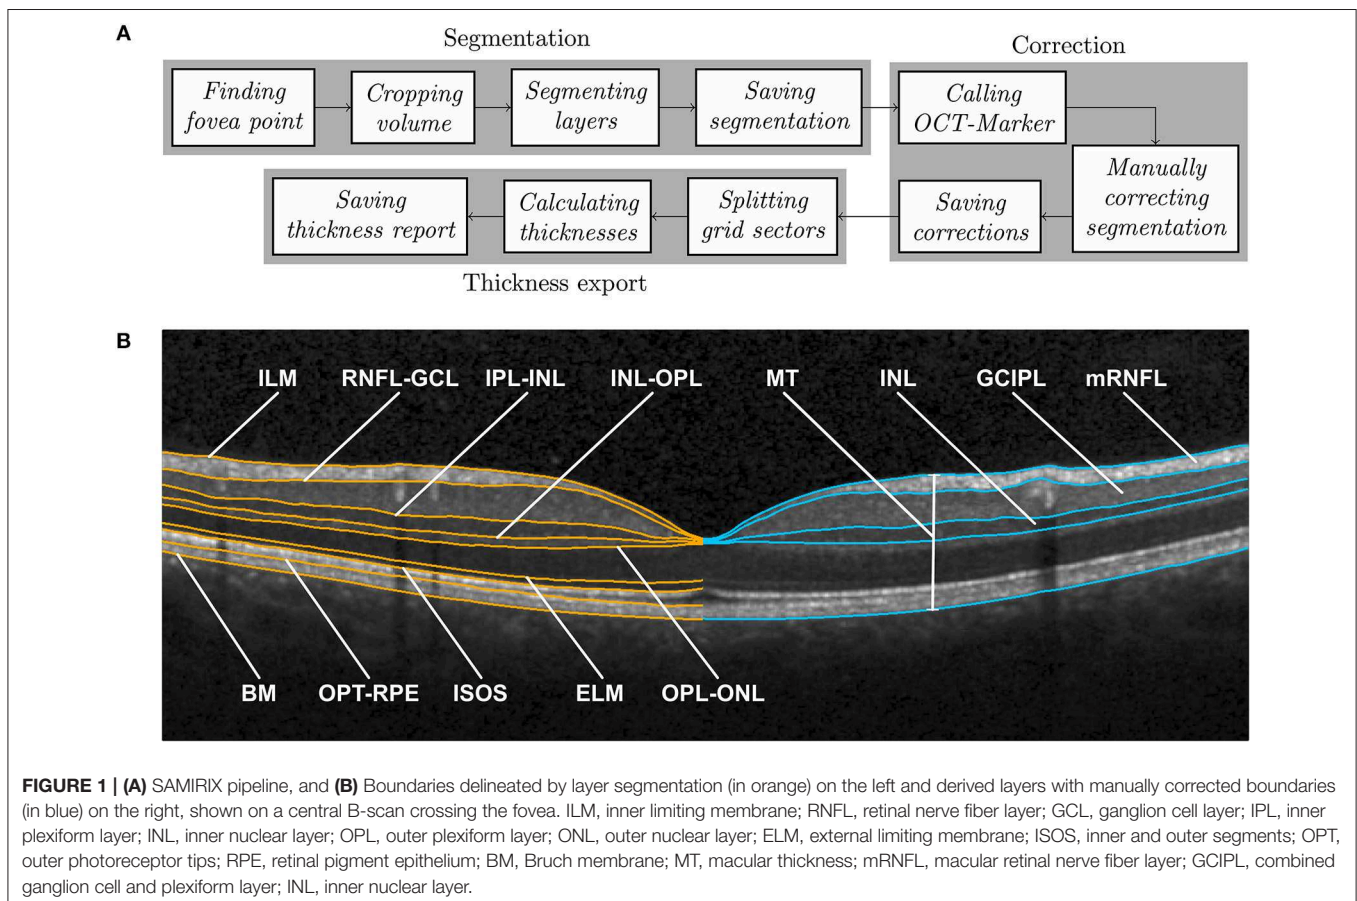 A
Segmentation
Correction
Finding
fovea point
Cropping
volume
Segmenting
layers
Saving
segmentation
Calling
OCT-Marker
Manually
correcting
segmentation
Saving
corrections
Splitting
grid sectors
Calculating
thicknesses
Saving
thickness report
Thickness export
B
ILM RNFL-GCL IPL-INL INL-OPL MT INL GCIPL mRNFL
BM OPT-RPE ISOS ELM OPL-ONL
FIGURE 1 | (A) SAMIRIX pipeline, and (B) Boundaries delineated by layer segmentation (in orange) on the left and derived layers with manually corrected boundaries
(in blue) on the right, shown on a central B-scan crossing the fovea. ILM, inner limiting membrane; RNFL, retinal nerve fiber layer; GCL, ganglion cell layer; IPL, inner
plexiform layer; INL, inner nuclear layer; OPL, outer plexiform layer; ONL, outer nuclear layer; ELM, external limiting membrane; ISOS, inner and outer segments; OPT,
outer photoreceptor tips; RPE, retinal pigment epithelium; BM, Bruch membrane; MT, macular thickness; mRNFL, macular retinal nerve fiber layer; GCIPL, combined
ganglion cell and plexiform layer; INL, inner nuclear layer.